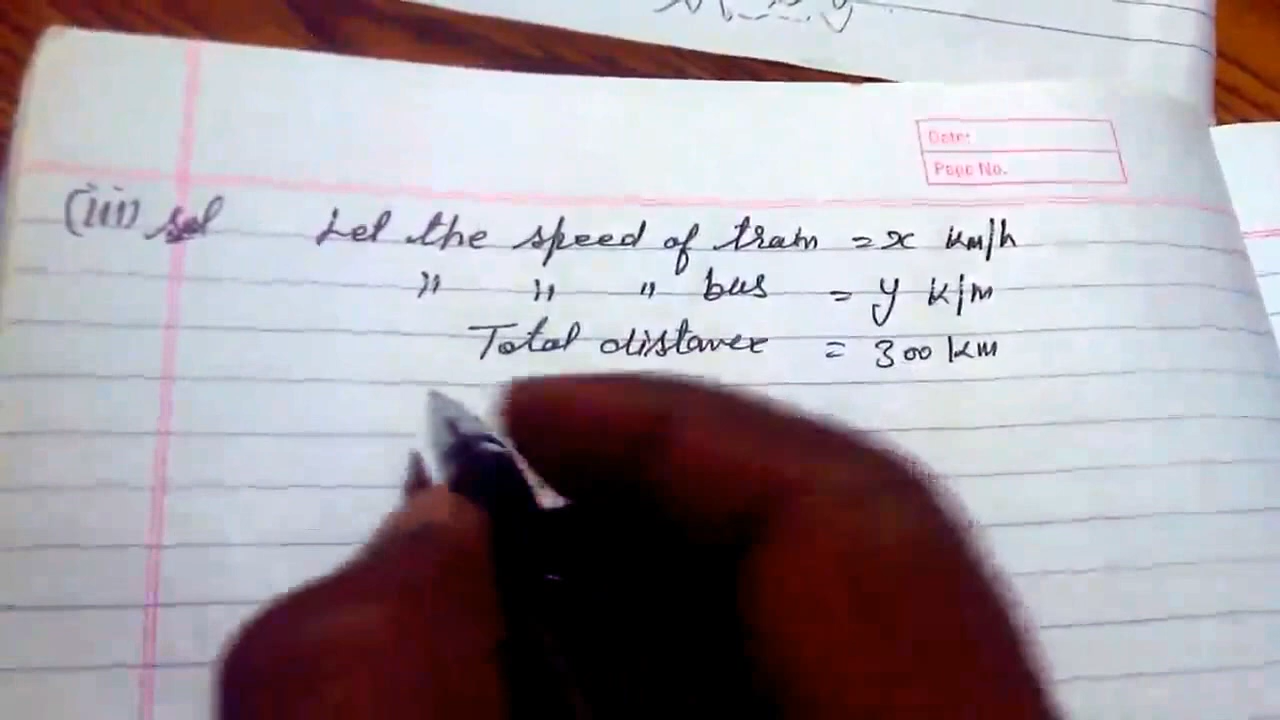 Date:
Page No.
(iii) sol Let the speed of train = x km/h
" " " bus = y k/m
Total distance = 300 km